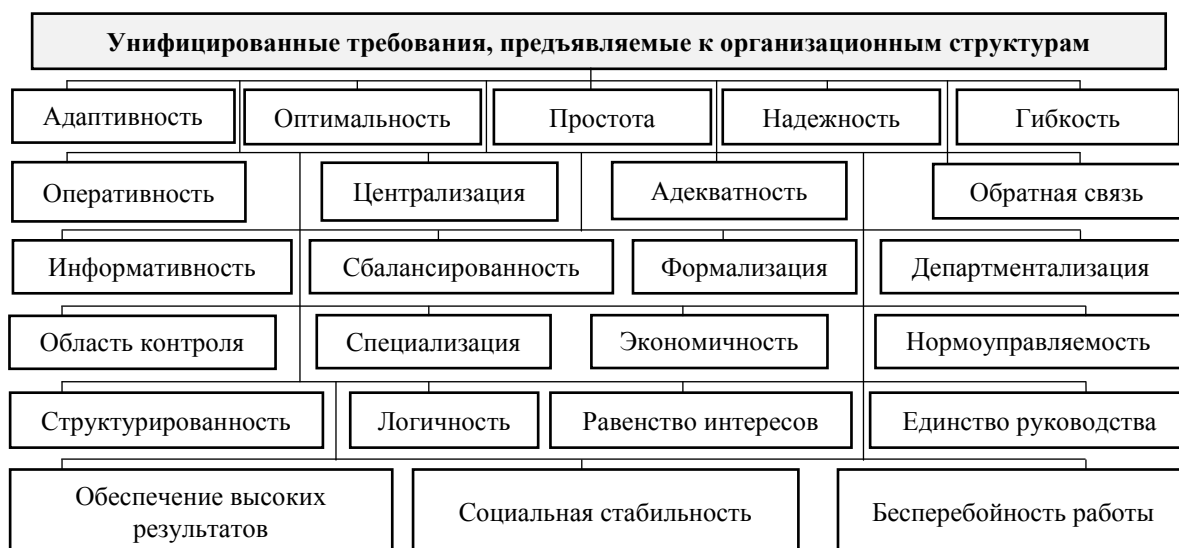 Унифицированные требования, предъявляемые к организационным структурам
Адаптивность
Оптимальность
Простота
Надежность
Гибкость
Оперативность
Централизация
Адекватность
Обратная связь
Информативность
Сбалансированность
Формализация
Департментализация
Область контроля
Специализация
Экономичность
Нормоуправляемость
Структурированность
Логичность
Равенство интересов
Единство руководства
Обеспечение высоких
результатов
Социальная стабильность
Бесперебойность работы